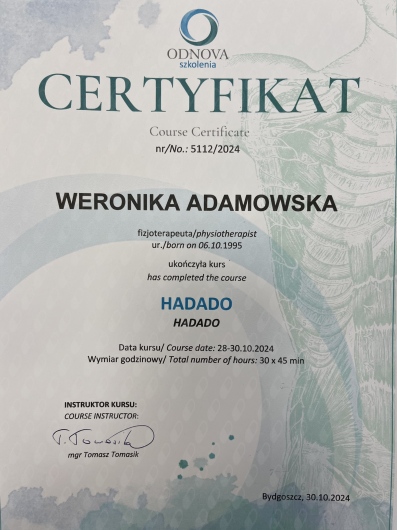 ODNOVA
szkolenia
CERTYFIKAT
Course Certificate
nr/No.: 5112/2024
WERONIKA ADAMOWSKA
fizjoterapeuta/physiotherapist
ur./born on 06.10.1995
ukończyła kurs
has completed the course
HADADO
HADADO
Data kursu/ Course date: 28-30.10.2024
Wymiar godzinowy/ Total number of hours: 30 x 45 min
INSTRUKTOR KURSU:
COURSE INSTRUCTOR:
T. Tomasik
mgr Tomasz Tomasik
Bydgoszcz, 30.10.2024